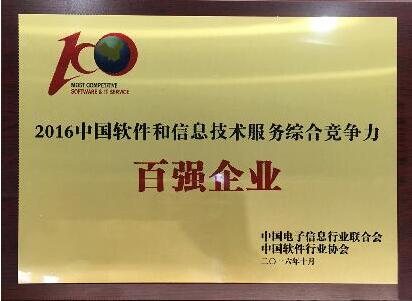 100
MOST COMPETITIVE
SOFTWARE & IT SERVICE
2016中国软件和信息技术服务综合竞争力
百强企业
中国电子信息行业联合会
中国软件行业协会
二〇一六年十月